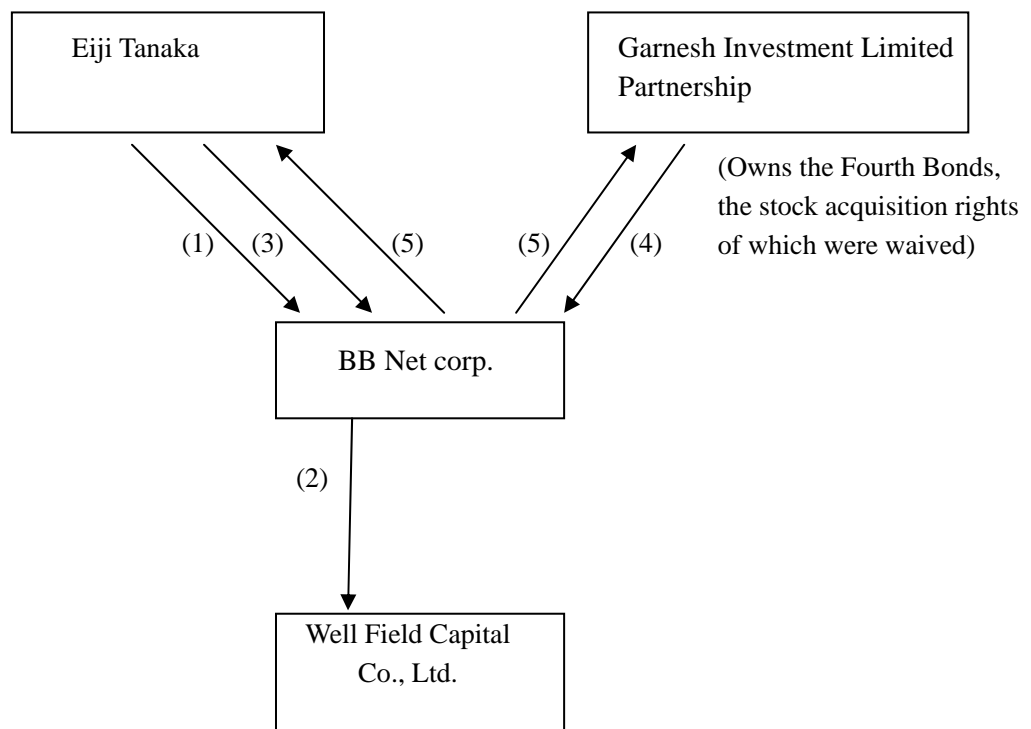 Eiji Tanaka
Garnesh Investment Limited
Partnership
(Owns the Fourth Bonds,
the stock acquisition rights
of which were waived)
(1)
(3)
(5)
(5)
(4)
BB Net corp.
(2)
Well Field Capital
Co., Ltd.